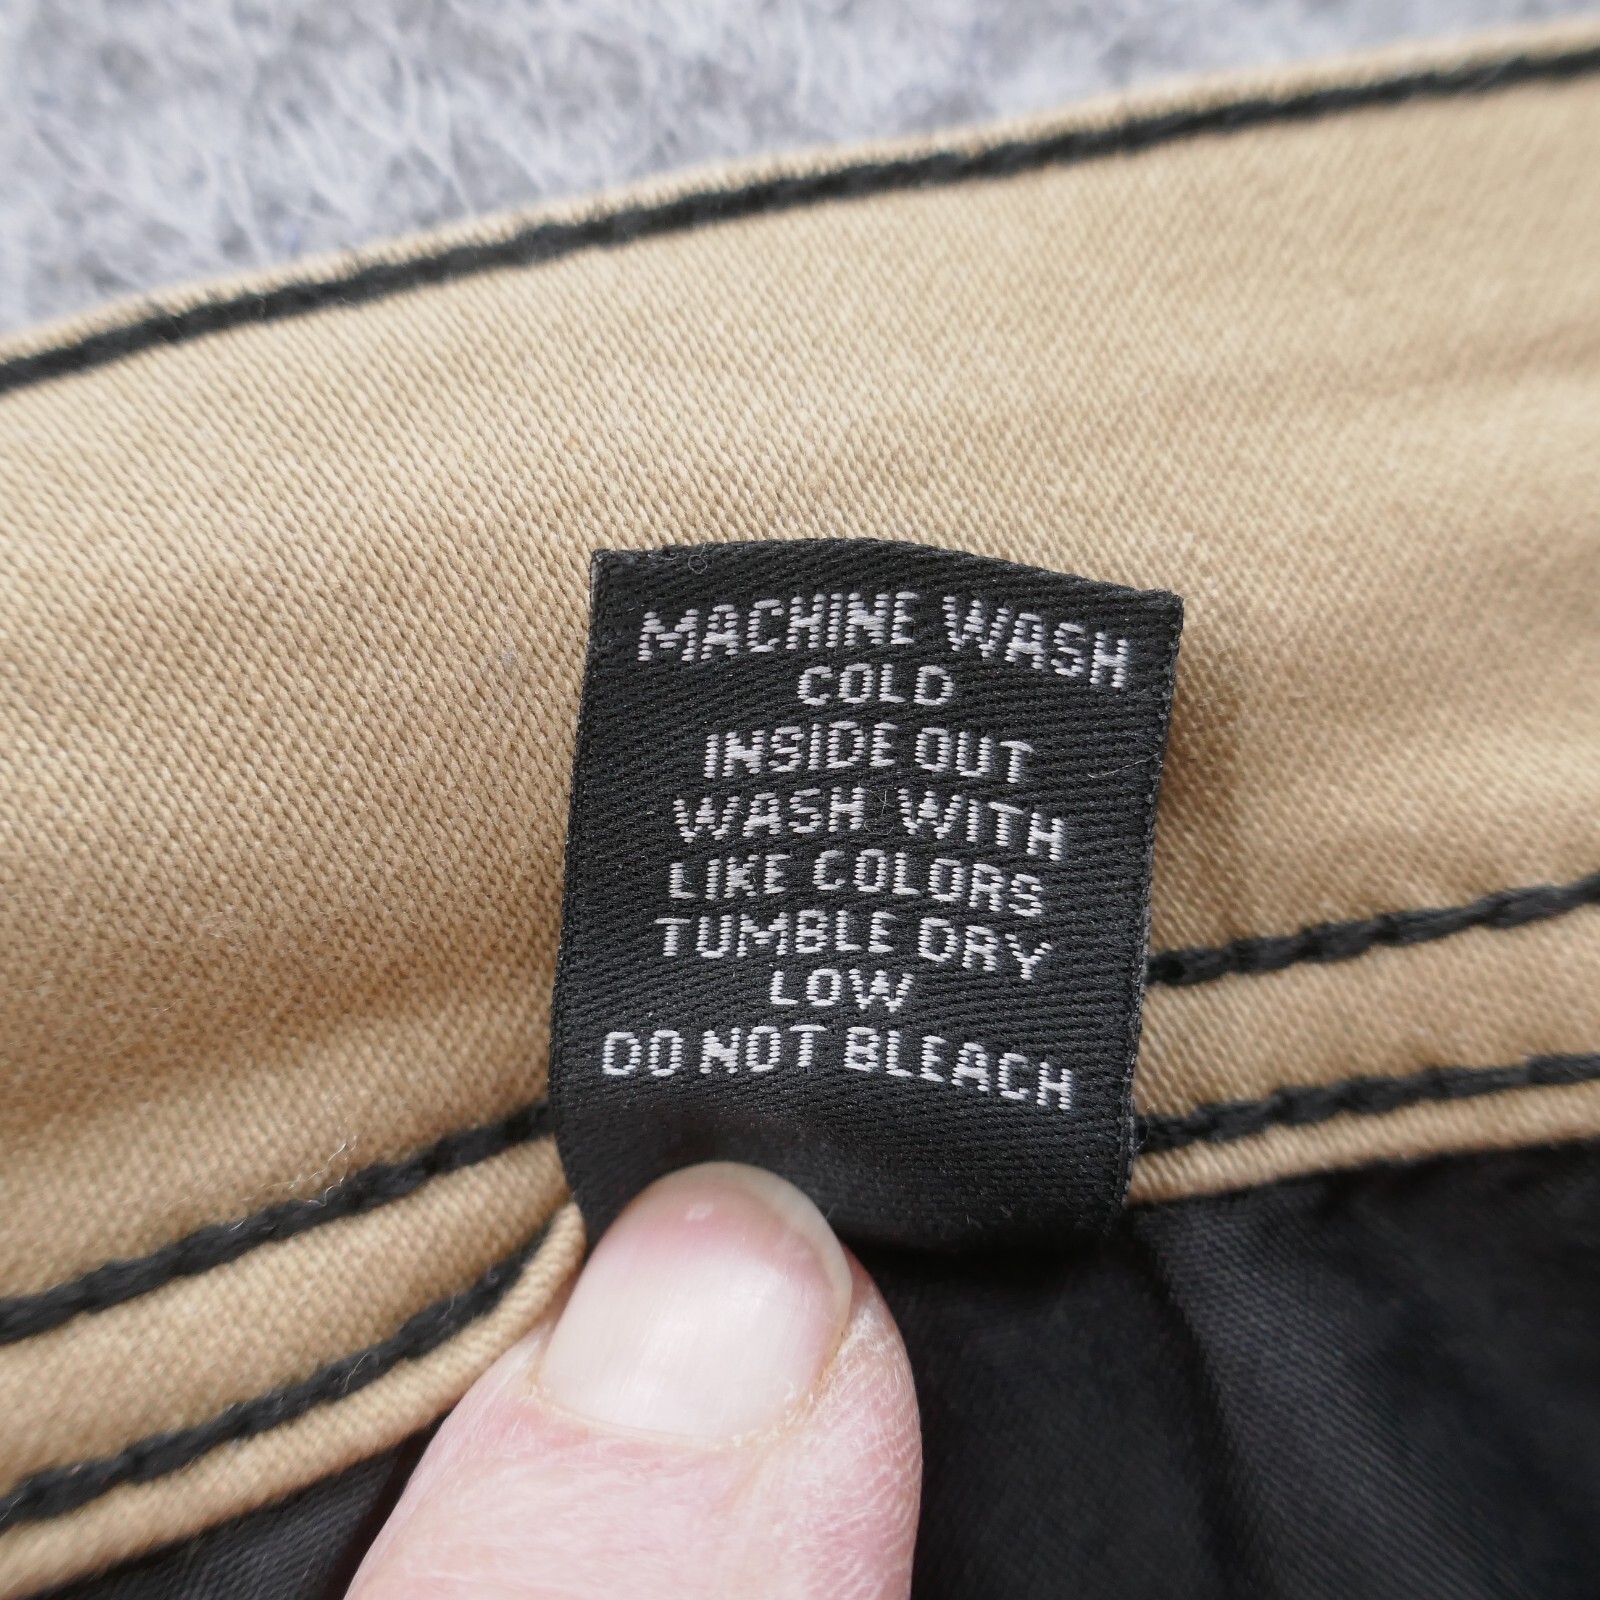 MACHINE WASH
COLD
INSIDE OUT
WASH WITH
LIKE COLORS
TUMBLE DRY
LOW
DO NOT BLEACH